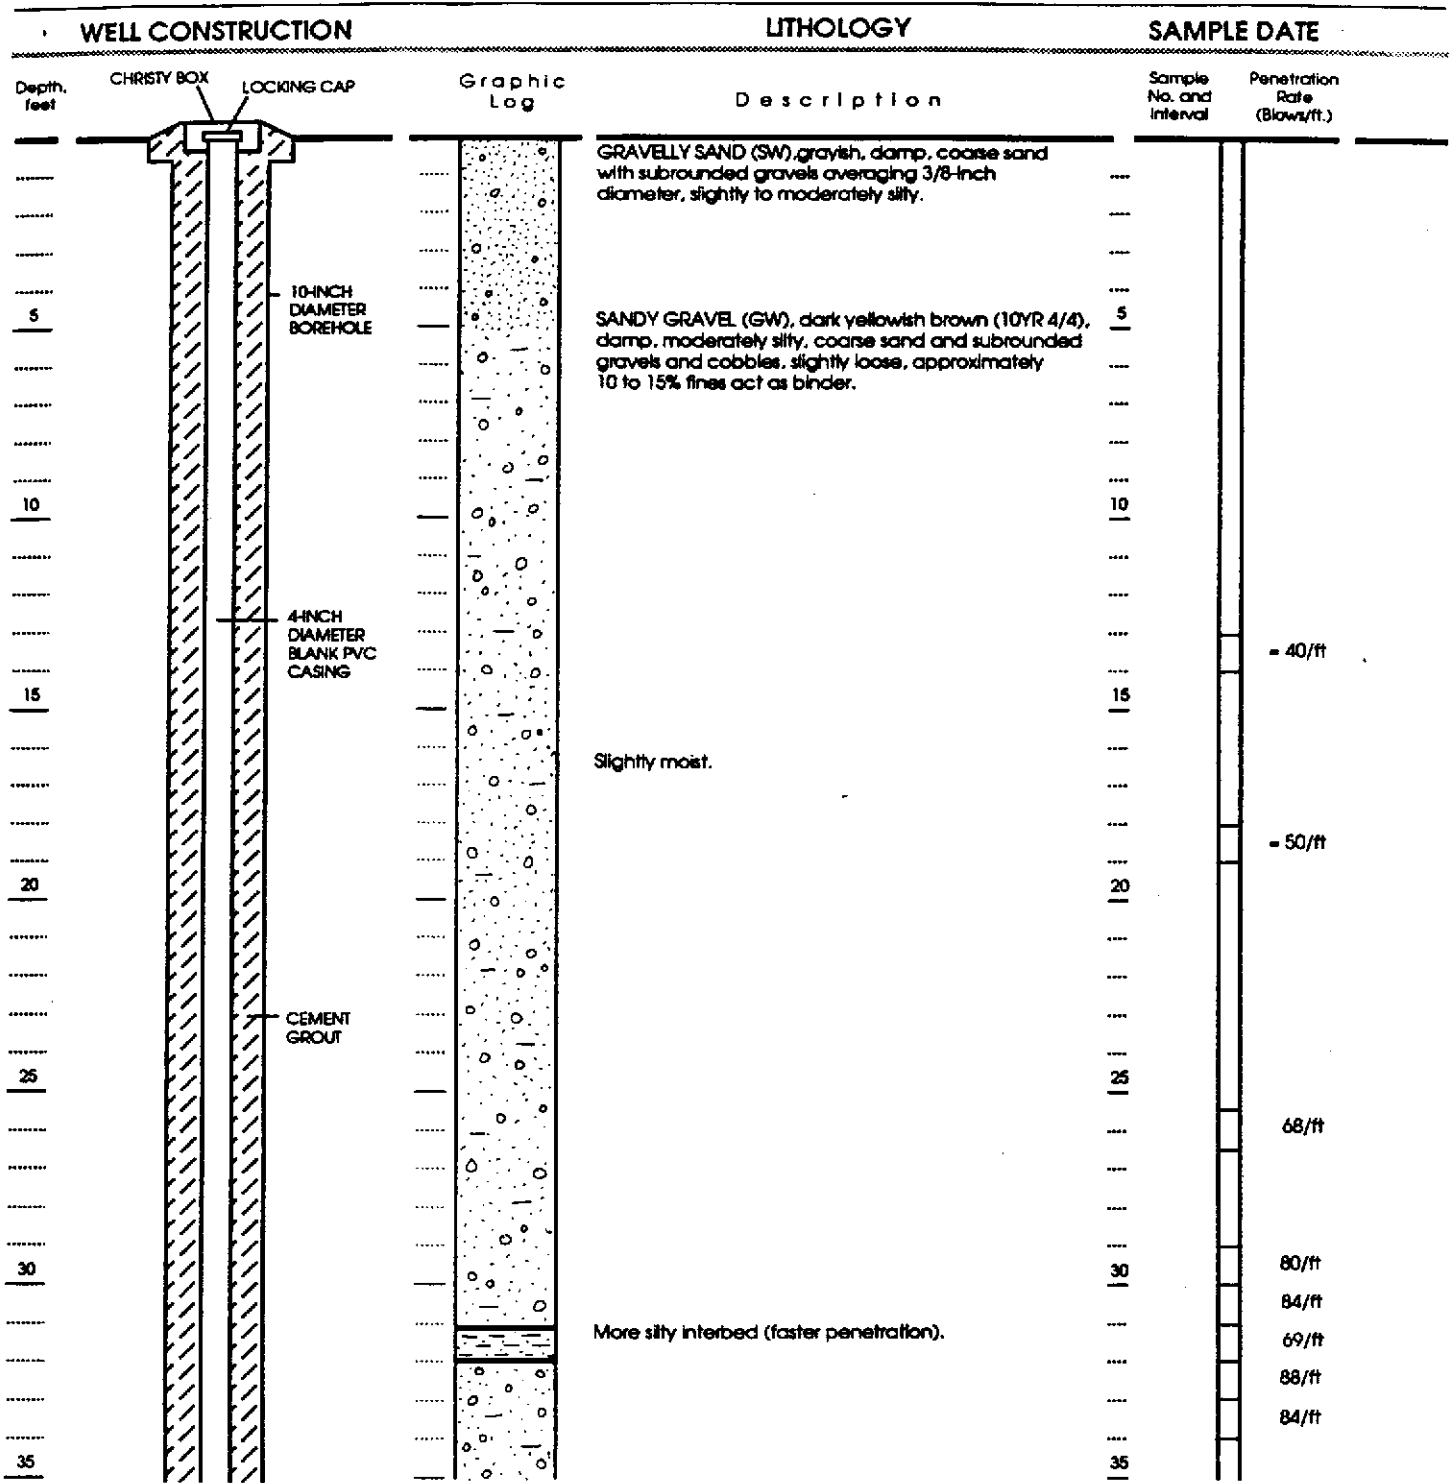 WELL CONSTRUCTION
LITHOLOGY
SAMPLE DATE
Depth,
feet
CHRISTY BOX
LOCKING CAP
Graphic
Log
Description
Sample
No. and
Interval
Penetration
Rate
(Blows/ft.)
GRAVELLY SAND (SW),grayish, damp, coarse sand
with subrounded gravels averaging 3/8-inch
diameter, slightly to moderately silty.
10-INCH
DIAMETER
BOREHOLE
5
SANDY GRAVEL (GW), dark yellowish brown (10YR 4/4),
damp, moderately silty, coarse sand and subrounded
gravels and cobbles, slightly loose, approximately
10 to 15% fines act as binder.
5
10
10
4-INCH
DIAMETER
BLANK PVC
CASING
= 40/ft
15
15
Slightly moist.
= 50/ft
20
20
CEMENT
GROUT
25
25
68/ft
30
30
80/ft
84/ft
More silty interbed (faster penetration).
69/ft
88/ft
84/ft
35
35